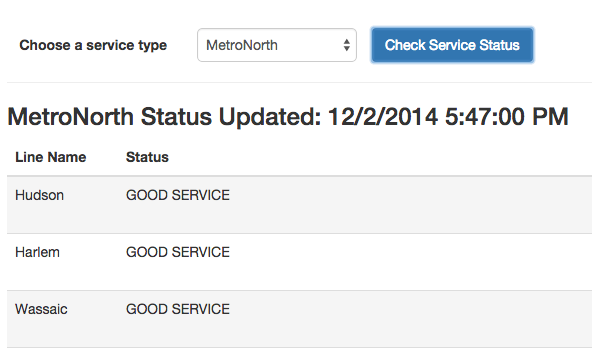 Choose a service type MetroNorth Check Service Status
MetroNorth Status Updated: 12/2/2014 5:47:00 PM
Line Name Status
Hudson GOOD SERVICE
Harlem GOOD SERVICE
Wassaic GOOD SERVICE